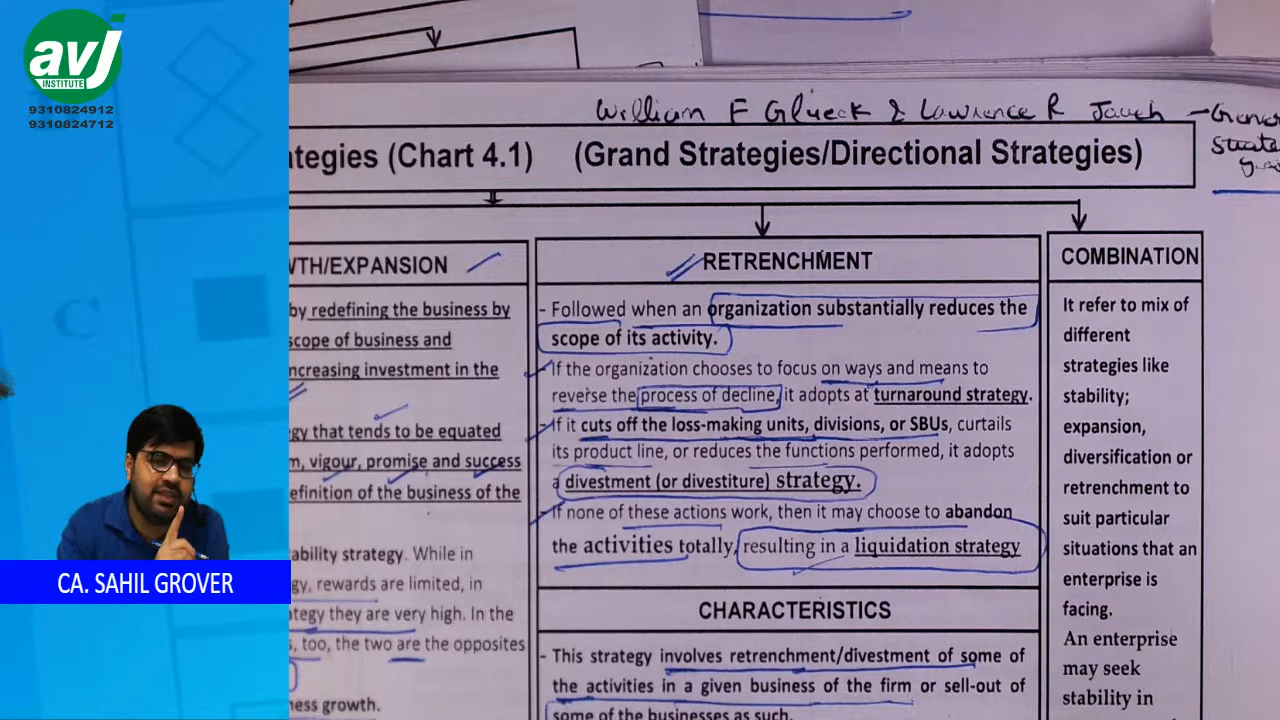 avj
INSTITUTE
9310824912
9310824712
William F Glueck & Lawrence R Jauch
ategies (Chart 4.1) (Grand Strategies/Directional Strategies)
WTH/EXPANSION
by redefining the business by
scope of business and
ncreasing investment in the
gy that tends to be equated
m, vigour, promise and success
efinition of the business of the
ability strategy. While in
gy, rewards are limited, in
ategy they are very high. In the
s, too, the two are the opposites
ness growth.
RETRENCHMENT
- Followed when an organization substantially reduces the
scope of its activity.
- If the organization chooses to focus on ways and means to
reverse the process of decline, it adopts at turnaround strategy.
- If it cuts off the loss-making units, divisions, or SBUs, curtails
its product line, or reduces the functions performed, it adopts
a divestment (or divestiture) strategy.
- If none of these actions work, then it may choose to abandon
the activities totally, resulting in a liquidation strategy
CHARACTERISTICS
- This strategy involves retrenchment/divestment of some of
the activities in a given business of the firm or sell-out of
some of the businesses as such.
COMBINATION
It refer to mix of
different
strategies like
stability;
expansion,
diversification or
retrenchment to
suit particular
situations that an
enterprise is
facing.
An enterprise
may seek
stability in
CA. SAHIL GROVER